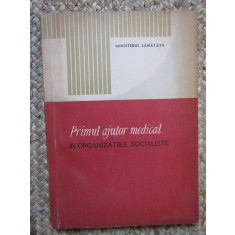 MINISTERUL SĂNĂTĂȚII
Primul ajutor medical
ÎN ORGANIZAȚIILE SOCIALISTE